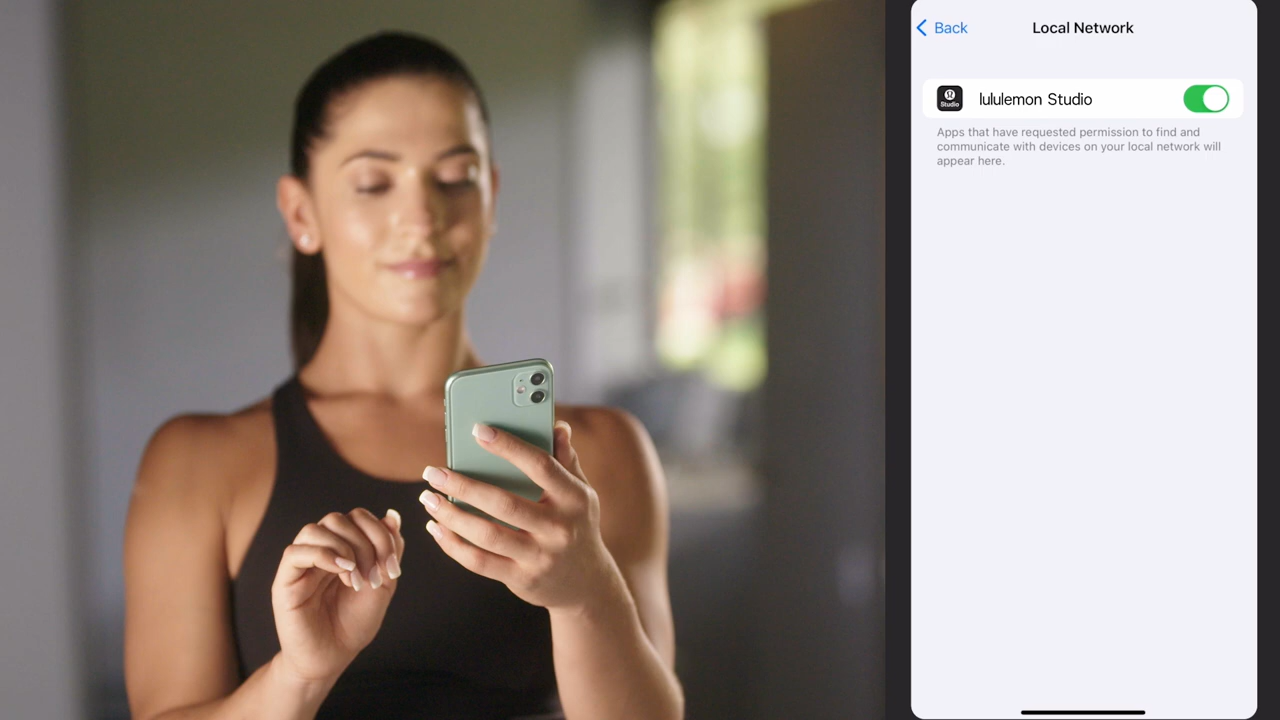 Back
Local Network
Studio
lululemon Studio
Apps that have requested permission to find and
communicate with devices on your local network will
appear here.